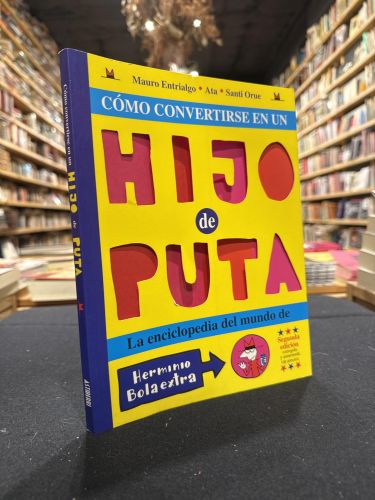 Mauro Entrialgo • Ata • Santi Orue
CÓMO CONVERTIRSE EN UN
HIJO
de
PUTA
La enciclopedia del mundo de
Herminio
Bolaextra
Segunda
edición
Cómo convertirse en un HIJO de PUTA
ASTIBERRI